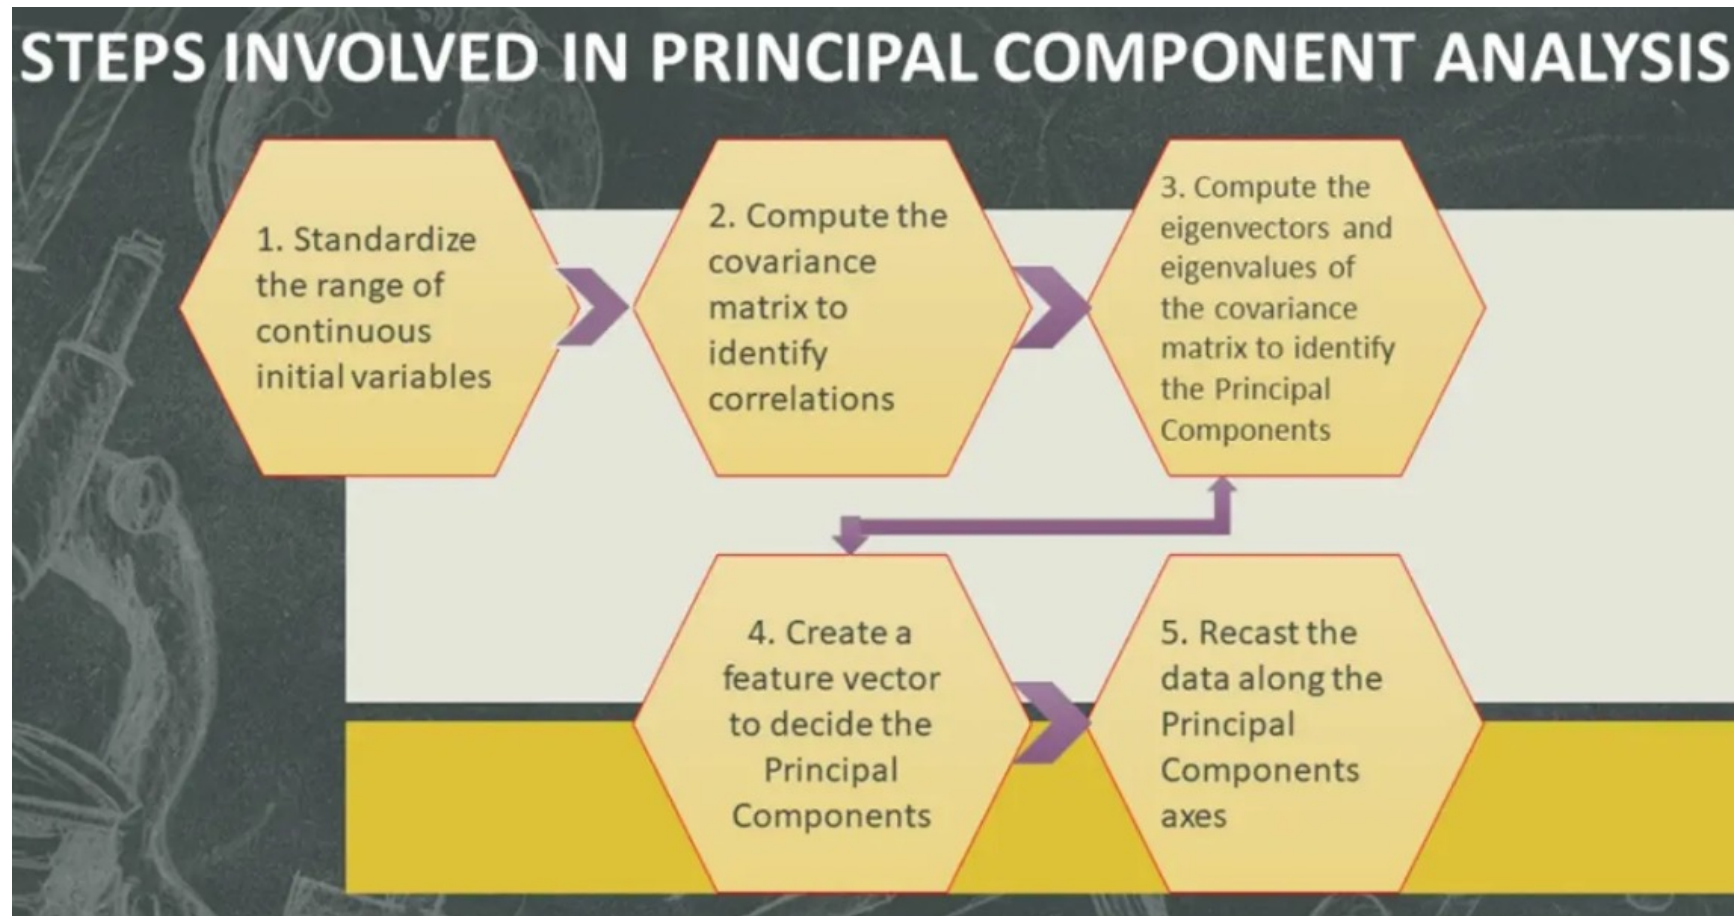 STEPS INVOLVED IN PRINCIPAL COMPONENT ANALYSIS
1. Standardize
the range of
continuous
initial variables
2. Compute the
covariance
matrix to
identify
correlations
3. Compute the
eigenvectors and
eigenvalues of
the covariance
matrix to identify
the Principal
Components
4. Create a
feature vector
to decide the
Principal
Components
5. Recast the
data along the
Principal
Components
axes